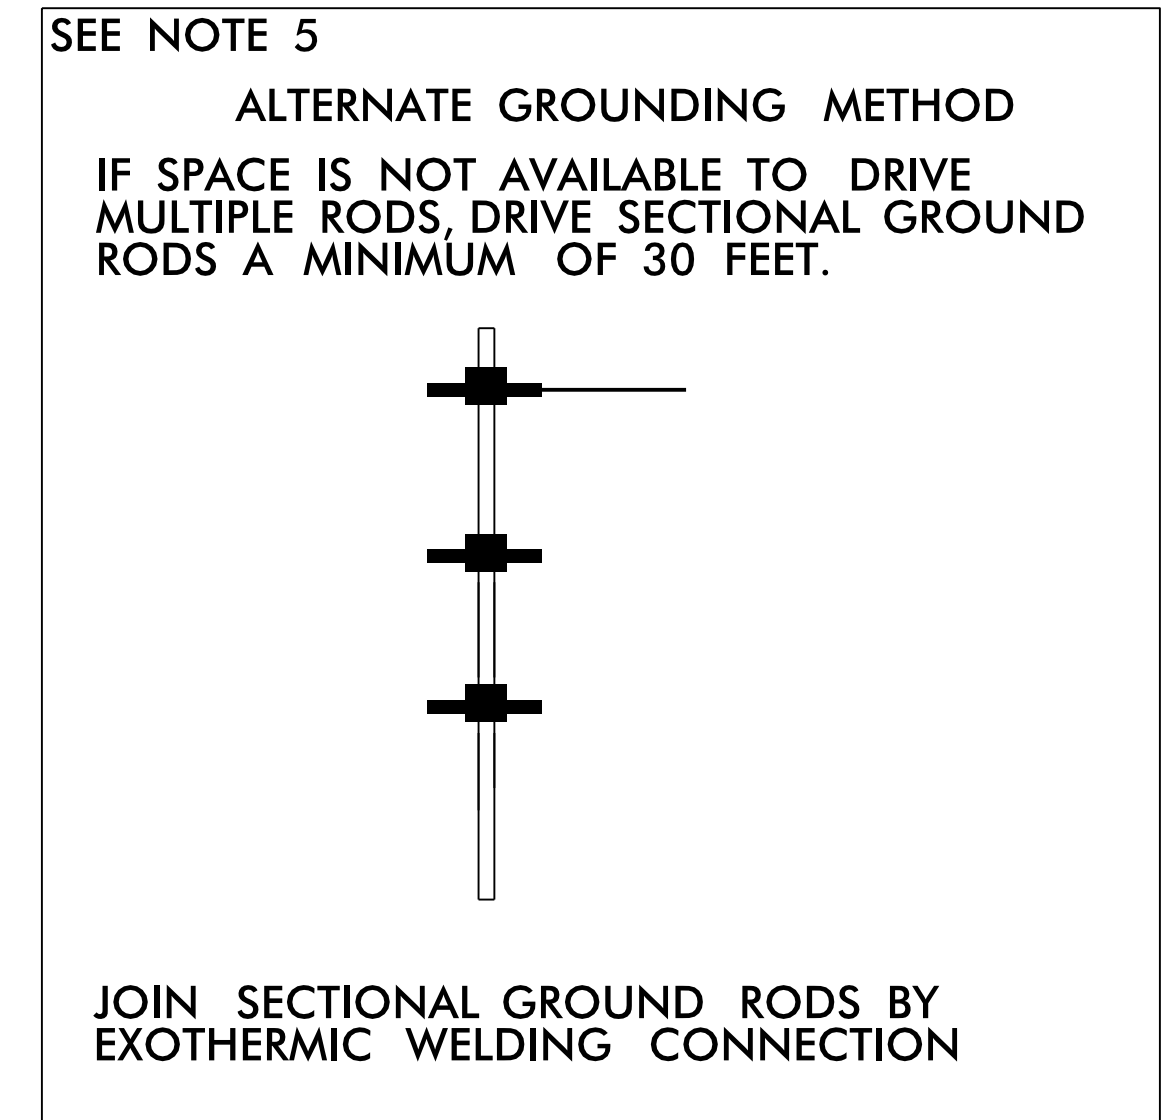 SEE NOTE 5
ALTERNATE GROUNDING METHOD
IF SPACE IS NOT AVAILABLE TO DRIVE
MULTIPLE RODS, DRIVE SECTIONAL GROUND
RODS A MINIMUM OF 30 FEET.
JOIN SECTIONAL GROUND RODS BY
EXOTHERMIC WELDING CONNECTION